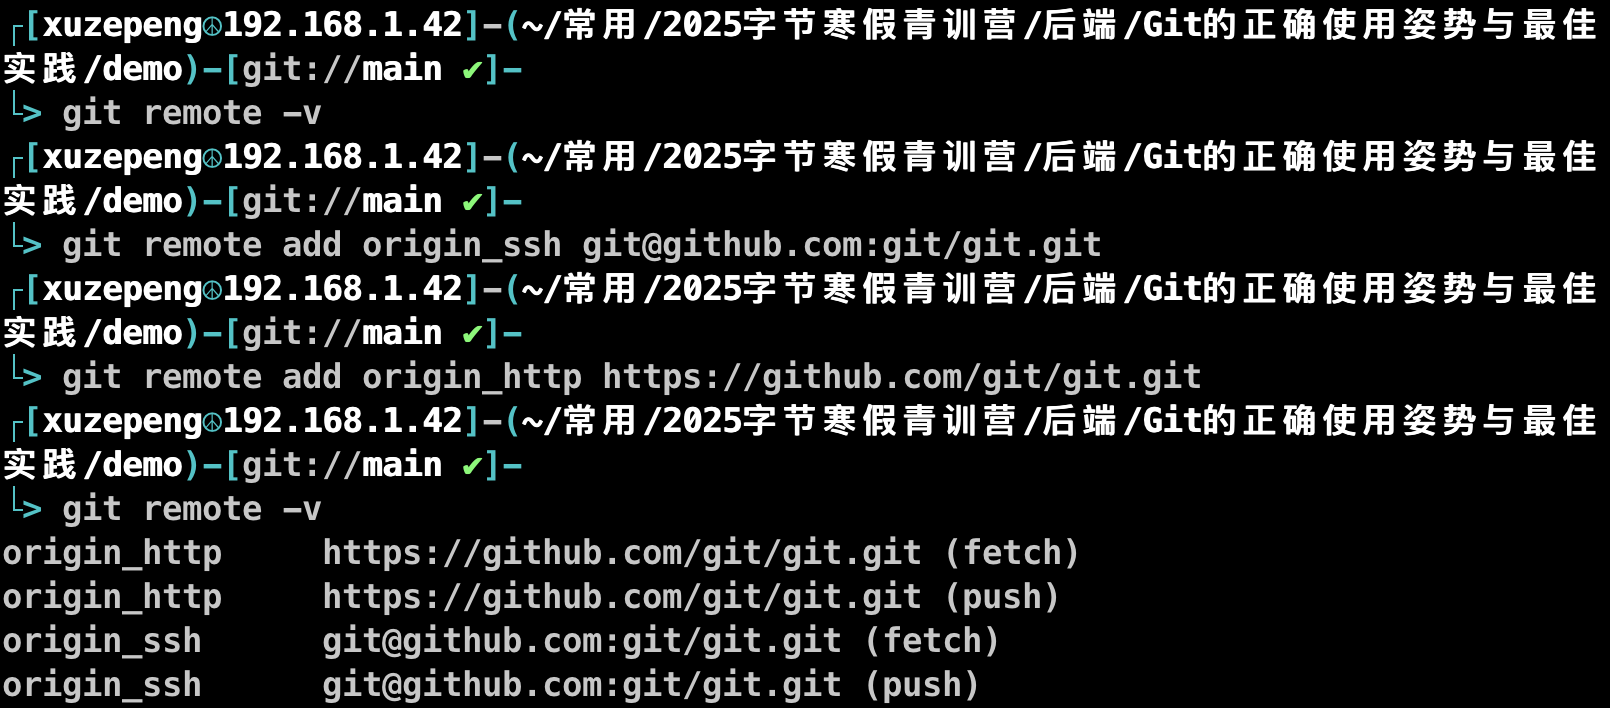 ┌[xuzepeng☮192.168.1.42]-(~/常用/2025字节寒假青训营/后端/Git的正确使用姿势与最佳
实践/demo)-[git://main ✔]-
└> git remote -v
┌[xuzepeng☮192.168.1.42]-(~/常用/2025字节寒假青训营/后端/Git的正确使用姿势与最佳
实践/demo)-[git://main ✔]-
└> git remote add origin_ssh git@github.com:git/git.git
┌[xuzepeng☮192.168.1.42]-(~/常用/2025字节寒假青训营/后端/Git的正确使用姿势与最佳
实践/demo)-[git://main ✔]-
└> git remote add origin_http https://github.com/git/git.git
┌[xuzepeng☮192.168.1.42]-(~/常用/2025字节寒假青训营/后端/Git的正确使用姿势与最佳
实践/demo)-[git://main ✔]-
└> git remote -v
origin_http     https://github.com/git/git.git (fetch)
origin_http     https://github.com/git/git.git (push)
origin_ssh      git@github.com:git/git.git (fetch)
origin_ssh      git@github.com:git/git.git (push)